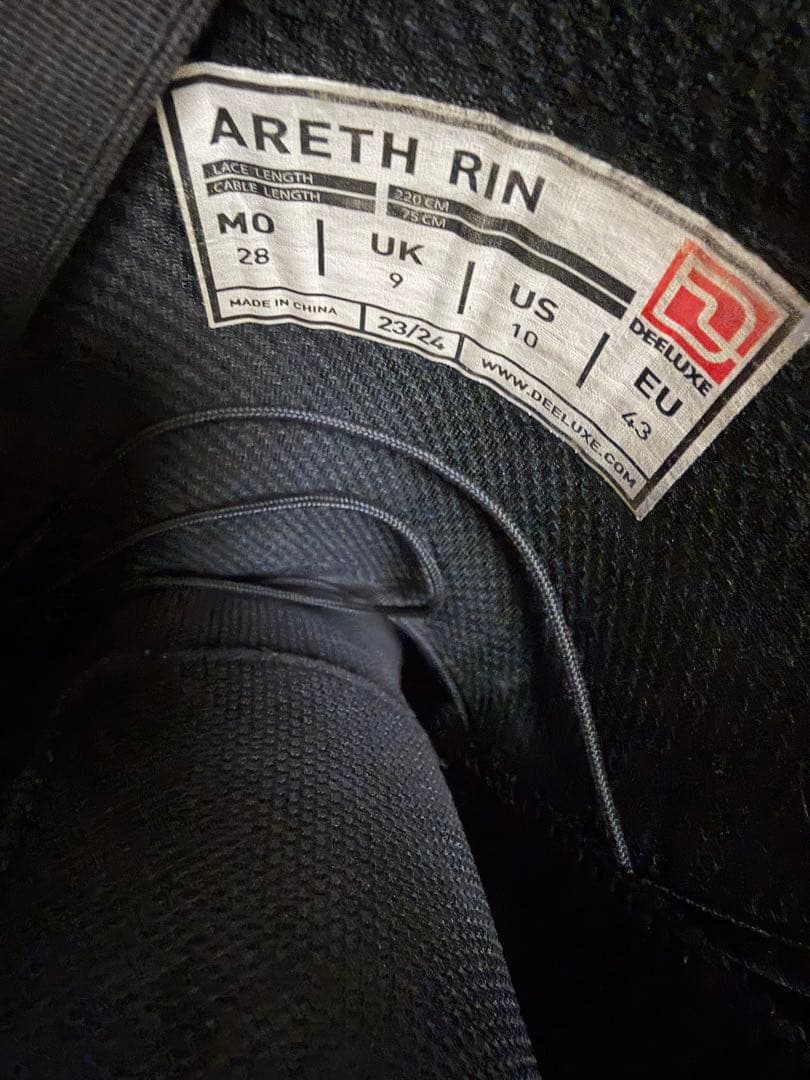 ARETH RIN
LACE LENGTH 220 CM
CABLE LENGTH 75 CM
MO 28 | UK 9 | US 10 | EU 43
DEELUXE
MADE IN CHINA 23/24 WWW.DEELUXE.COM